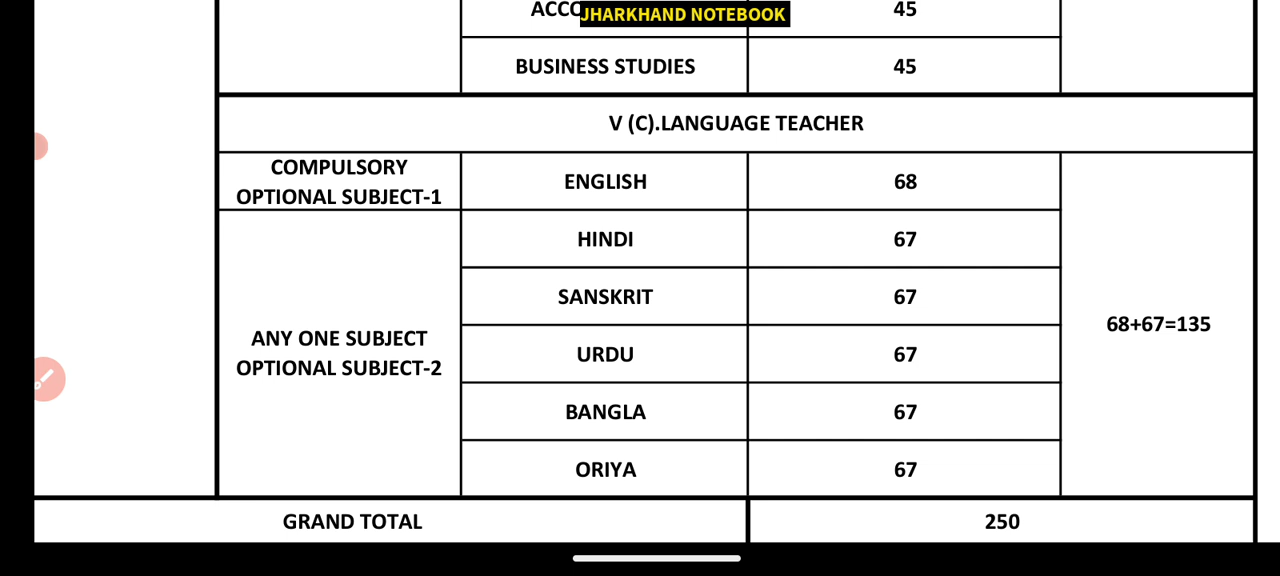 JHARKHAND NOTEBOOK
45
BUSINESS STUDIES 45
V (C).LANGUAGE TEACHER
COMPULSORY
OPTIONAL SUBJECT-1
ENGLISH 68
HINDI 67
SANSKRIT 67
ANY ONE SUBJECT
OPTIONAL SUBJECT-2
URDU 67
BANGLA 67
ORIYA 67
68+67=135
GRAND TOTAL 250